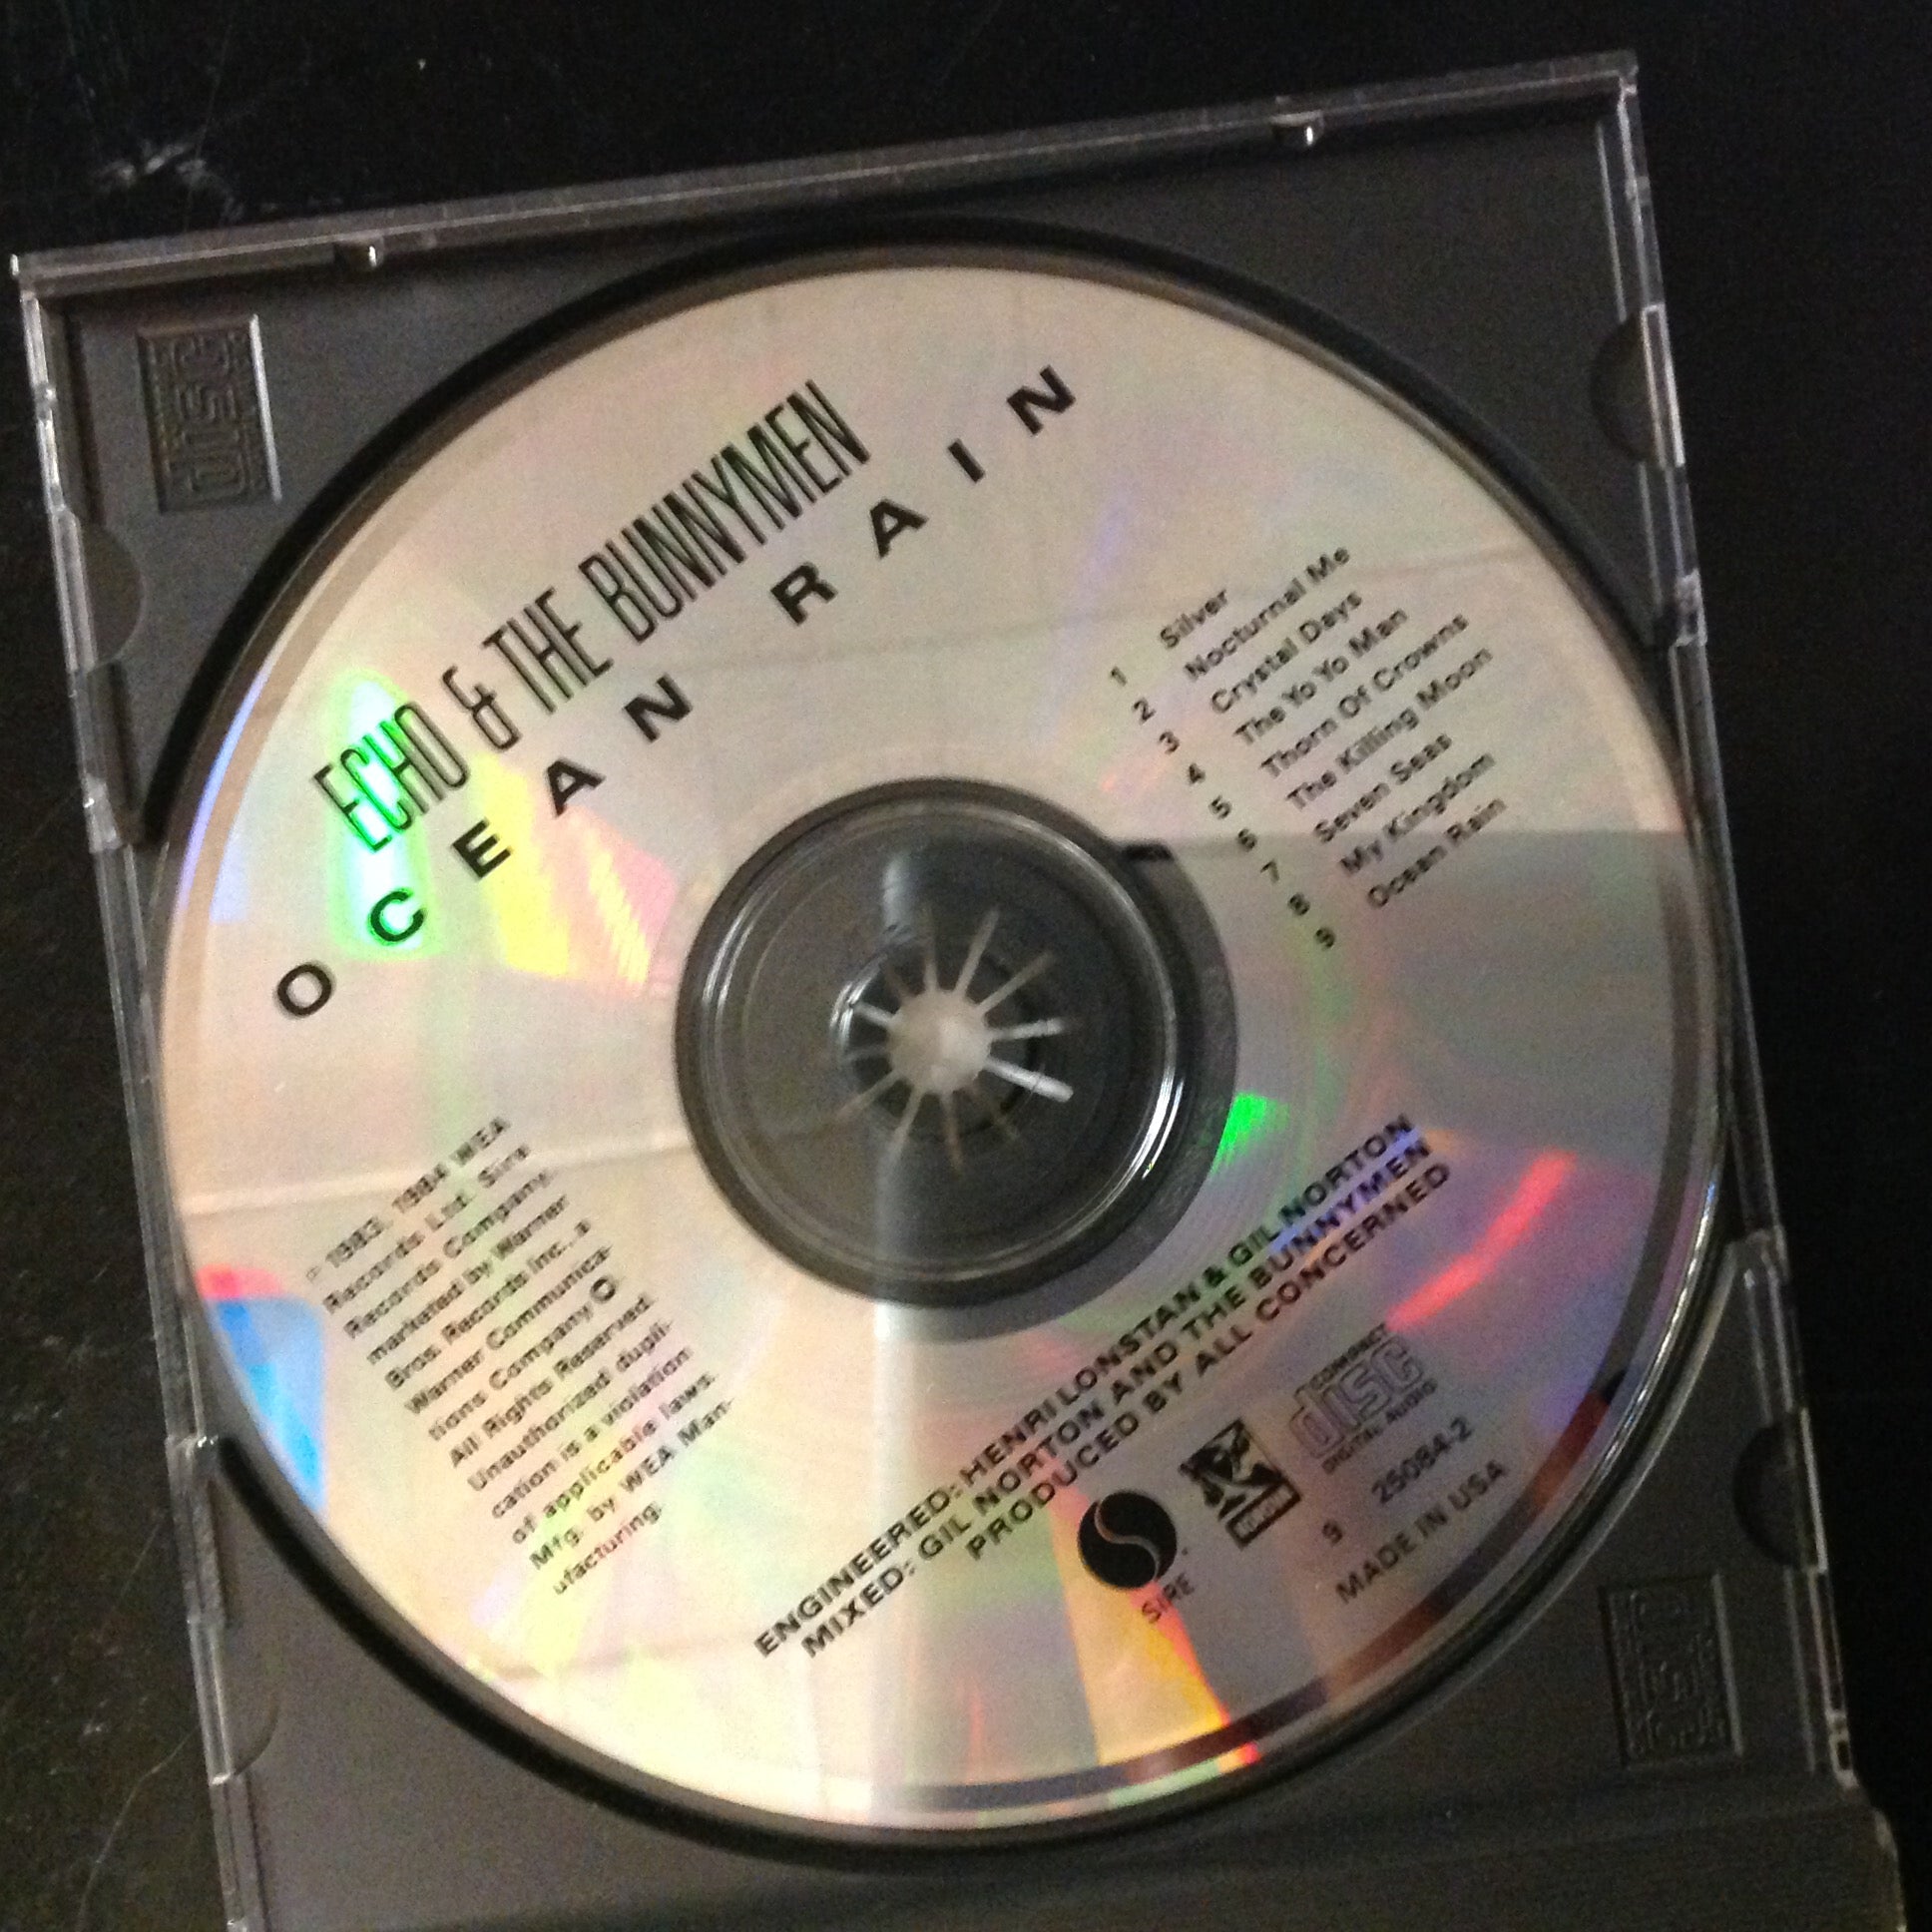 ECHO & THE BUNNYMEN
OCEAN RAIN
1 Silver
2 Nocturnal Me
3 Crystal Days
4 The Yo Yo Man
5 Thorn Of Crowns
6 The Killing Moon
7 Seven Seas
8 My Kingdom
9 Ocean Rain
℗ 1983, 1984 WEA
Records Ltd. Sire
Records Company,
marketed by Warner
Bros. Records Inc., a
Warner Communica-
tions Company
All Rights Reserved.
Unauthorized dupli-
cation is a violation
of applicable laws.
Mfg. by WEA Man-
ufacturing.
ENGINEERED: HENRI LONSTAN & GIL NORTON
MIXED: GIL NORTON AND THE BUNNYMEN
PRODUCED BY ALL CONCERNED
SIRE
COMPACT
disc
DIGITAL AUDIO
9 25084-2
MADE IN USA